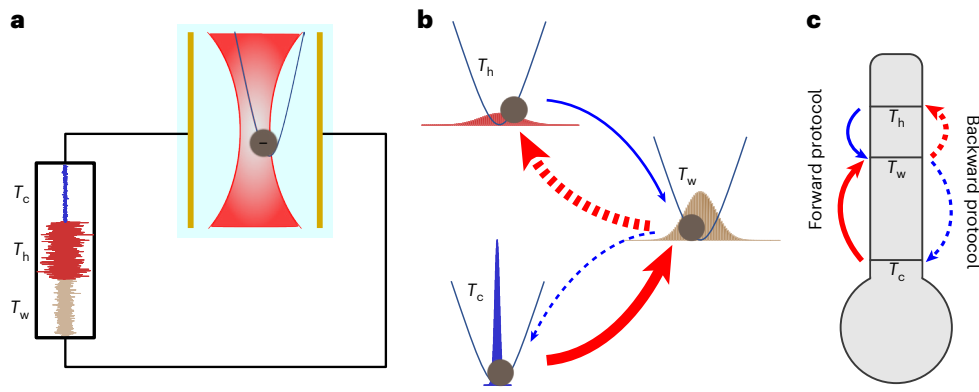 a
T_c
T_h
T_w
−
b
T_h
T_w
T_c
c
Forward protocol
T_h
T_w
T_c
Backward protocol